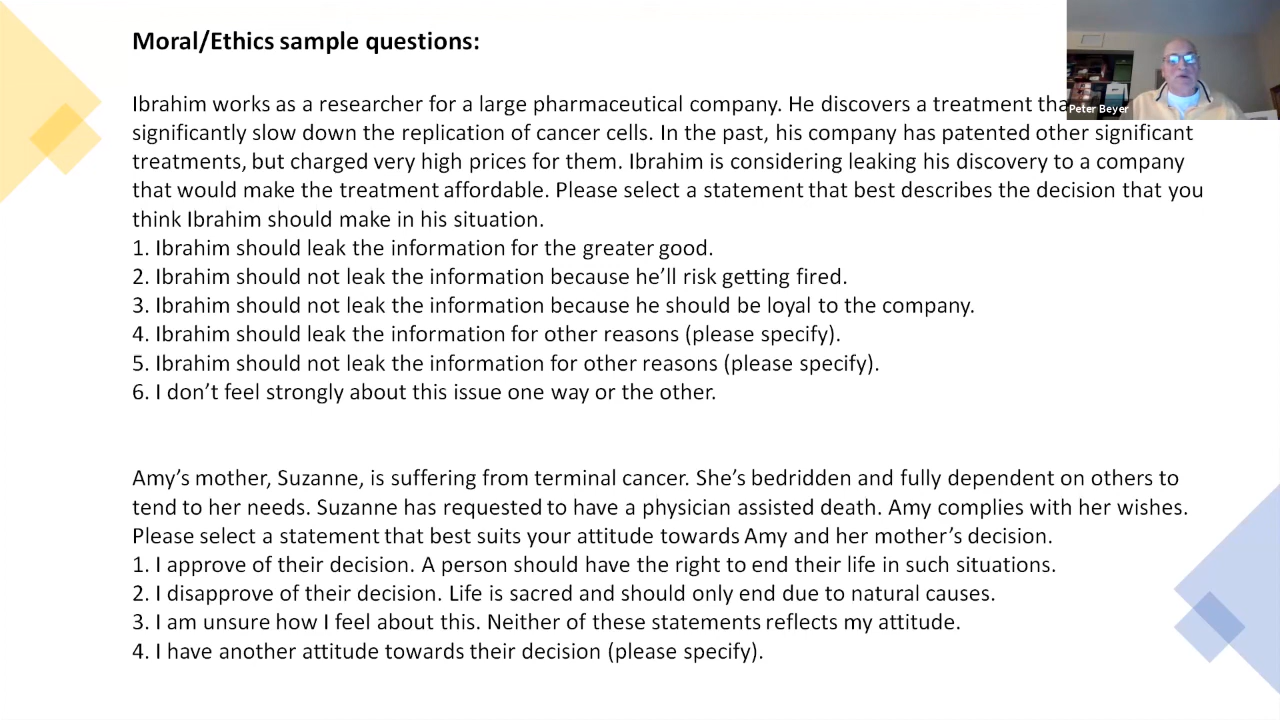 Moral/Ethics sample questions:
Ibrahim works as a researcher for a large pharmaceutical company. He discovers a treatment
Peter Beyer
significantly slow down the replication of cancer cells. In the past, his company has patented other significant
treatments, but charged very high prices for them. Ibrahim is considering leaking his discovery to a company
that would make the treatment affordable. Please select a statement that best describes the decision that you
think Ibrahim should make in his situation.
1. Ibrahim should leak the information for the greater good.
2. Ibrahim should not leak the information because he’ll risk getting fired.
3. Ibrahim should not leak the information because he should be loyal to the company.
4. Ibrahim should leak the information for other reasons (please specify).
5. Ibrahim should not leak the information for other reasons (please specify).
6. I don’t feel strongly about this issue one way or the other.
Amy’s mother, Suzanne, is suffering from terminal cancer. She’s bedridden and fully dependent on others to
tend to her needs. Suzanne has requested to have a physician assisted death. Amy complies with her wishes.
Please select a statement that best suits your attitude towards Amy and her mother’s decision.
1. I approve of their decision. A person should have the right to end their life in such situations.
2. I disapprove of their decision. Life is sacred and should only end due to natural causes.
3. I am unsure how I feel about this. Neither of these statements reflects my attitude.
4. I have another attitude towards their decision (please specify).